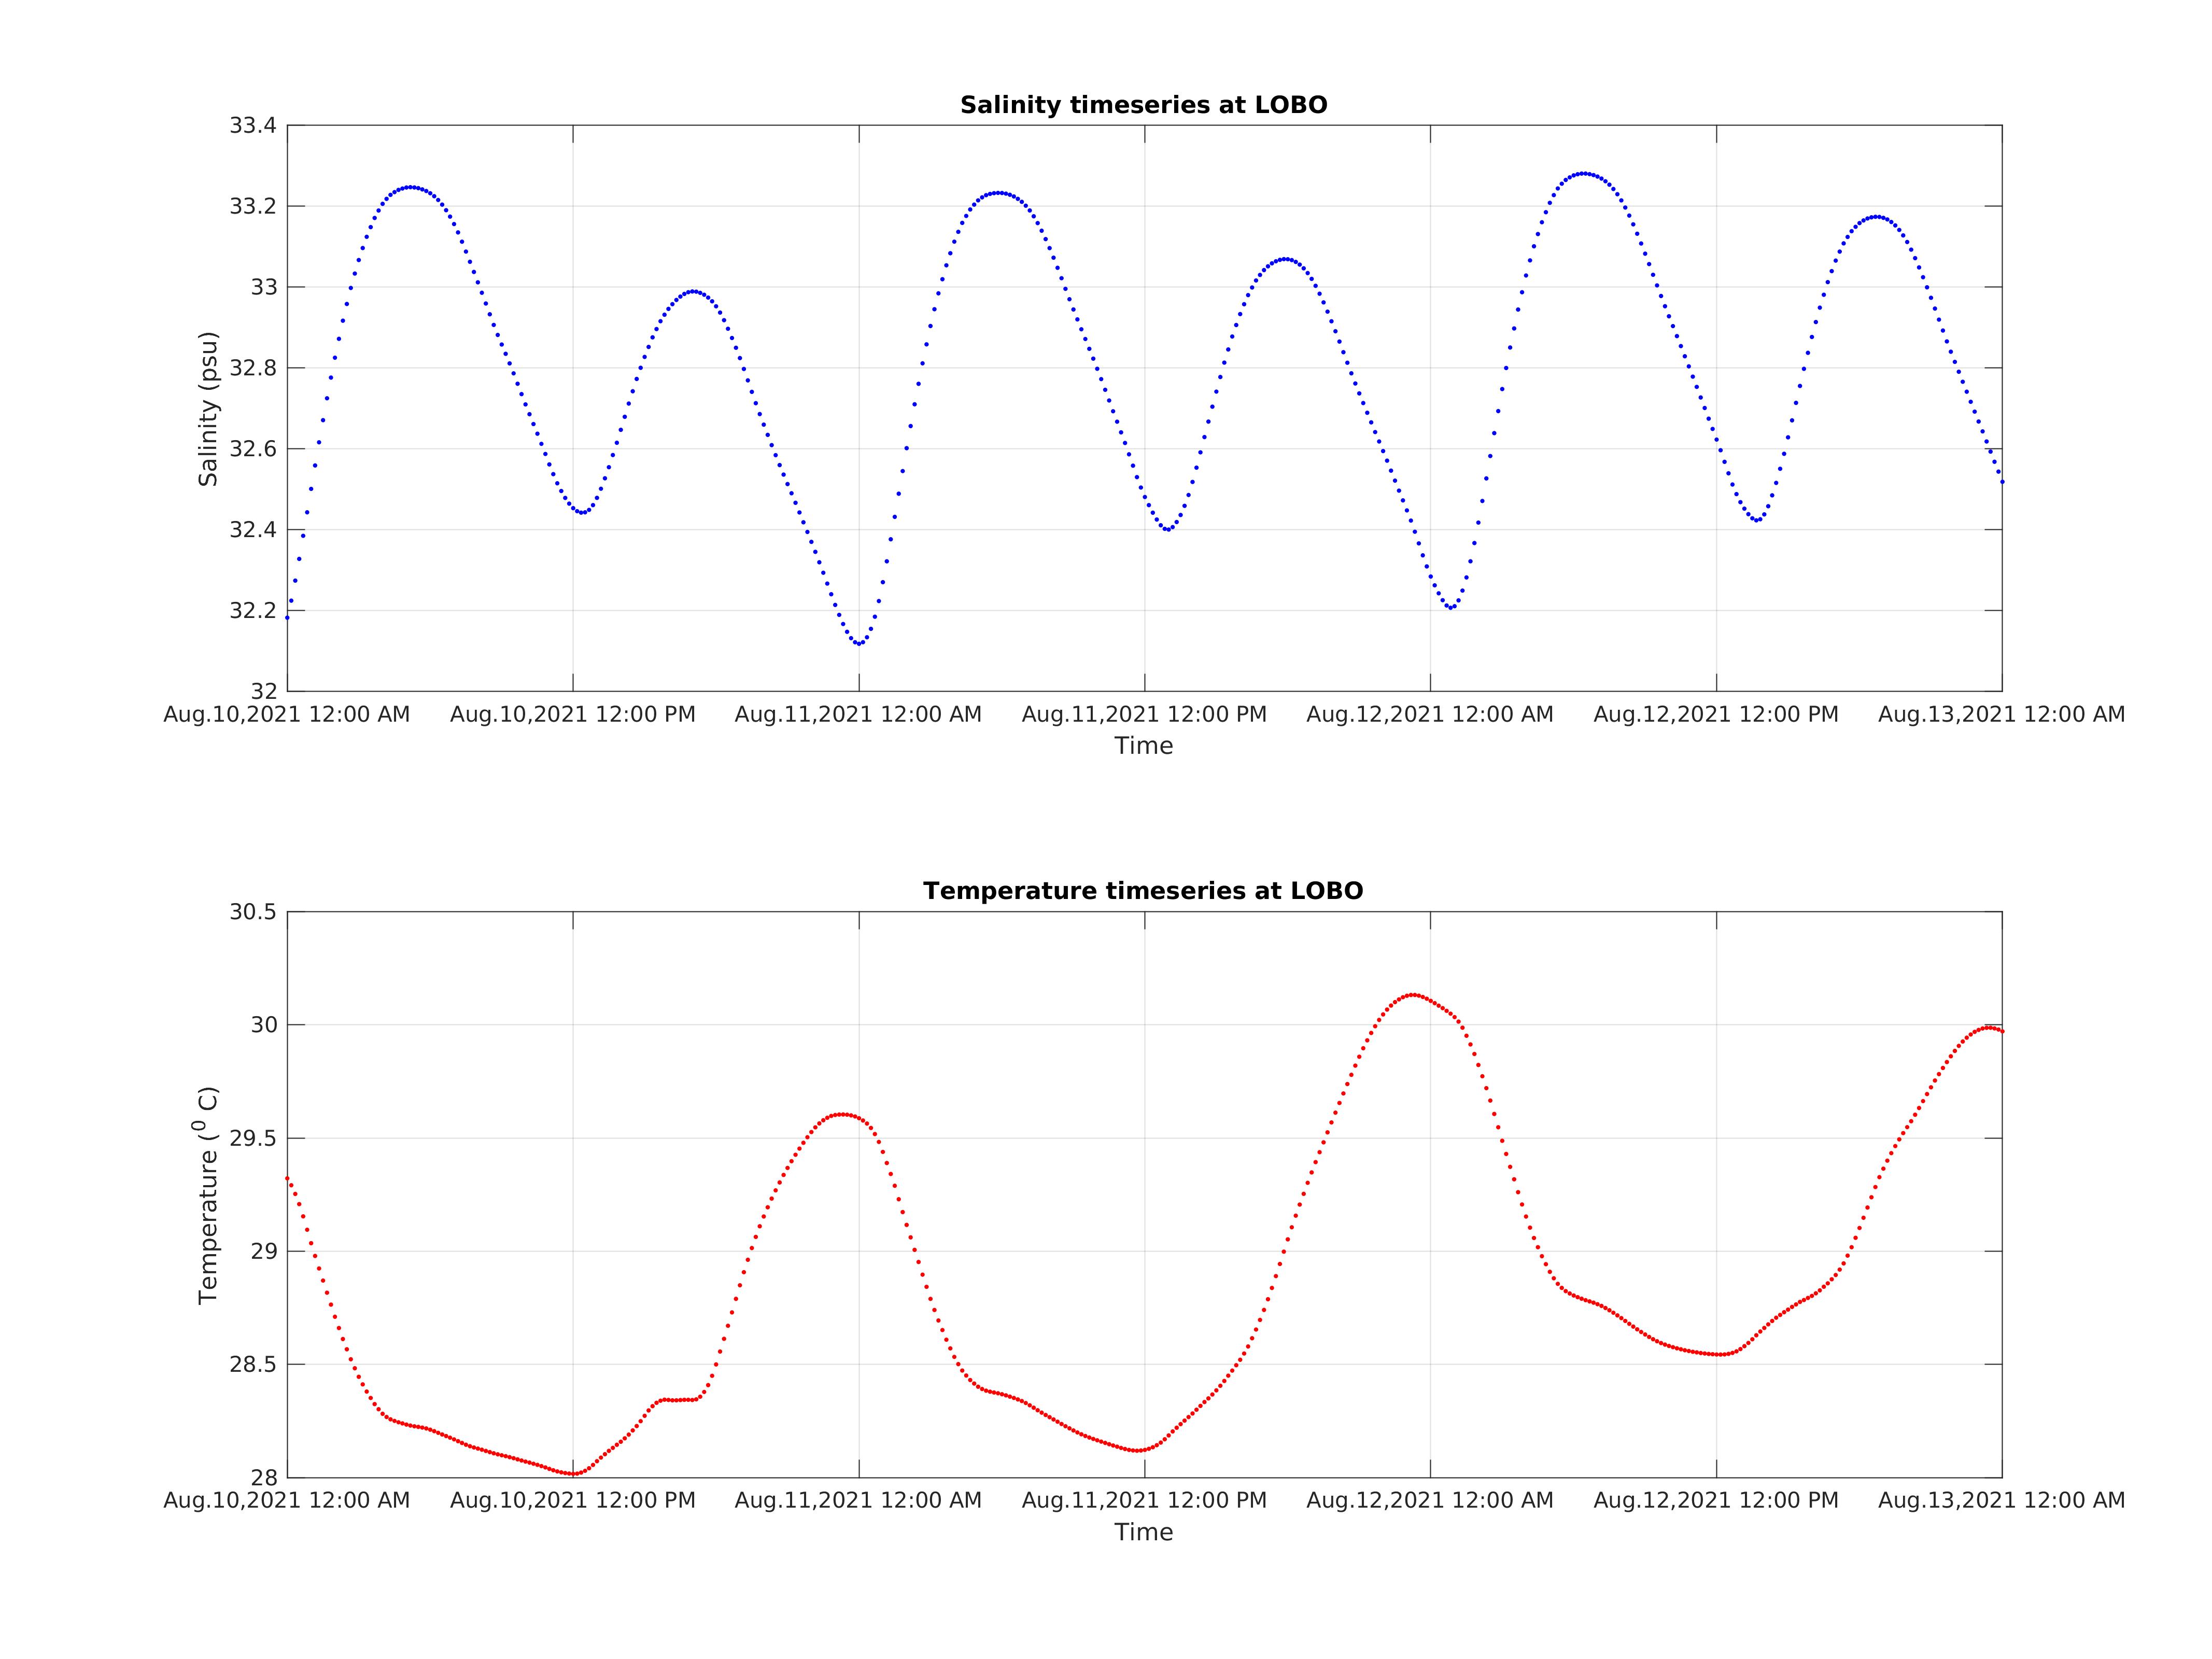 Salinity timeseries at LOBO
33.4
33.2
33
32.8
32.6
32.4
32.2
32
Salinity (psu)
Aug.10,2021 12:00 AM Aug.10,2021 12:00 PM Aug.11,2021 12:00 AM Aug.11,2021 12:00 PM Aug.12,2021 12:00 AM Aug.12,2021 12:00 PM Aug.13,2021 12:00 AM
Time
Temperature timeseries at LOBO
30.5
30
29.5
29
28.5
28
Temperature (⁰ C)
Aug.10,2021 12:00 AM Aug.10,2021 12:00 PM Aug.11,2021 12:00 AM Aug.11,2021 12:00 PM Aug.12,2021 12:00 AM Aug.12,2021 12:00 PM Aug.13,2021 12:00 AM
Time